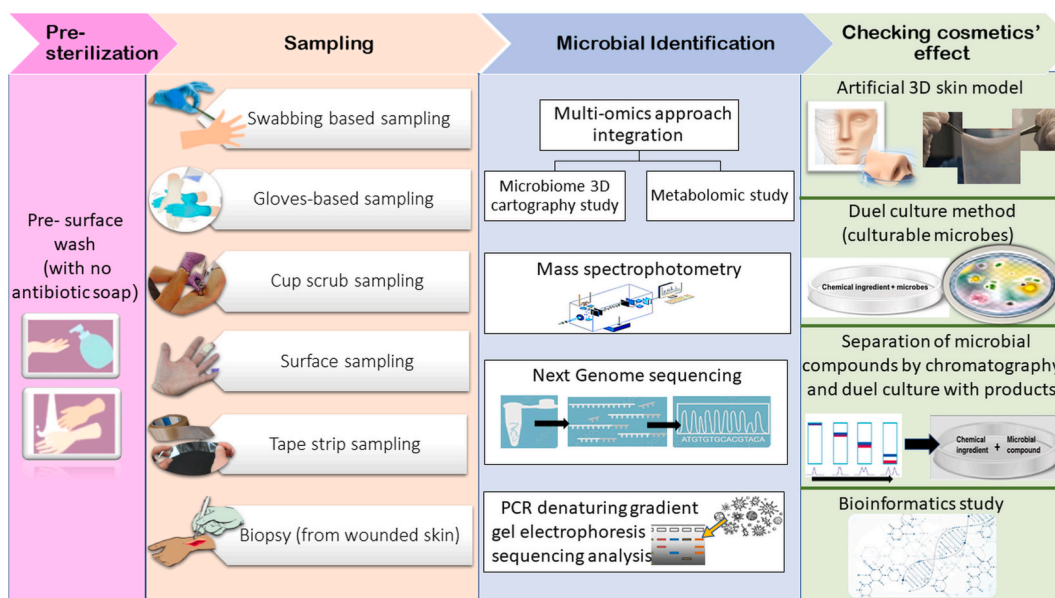 Pre-
sterilization
Sampling
Microbial Identification
Checking cosmetics'
effect
Pre- surface
wash
(with no
antibiotic soap)
Swabbing based sampling
Gloves-based sampling
Cup scrub sampling
Surface sampling
Tape strip sampling
Biopsy (from wounded skin)
Multi-omics approach
integration
Microbiome 3D
cartography study
Metabolomic study
Mass spectrophotometry
Next Genome sequencing
ATGTGTGCACGTACA
PCR denaturing gradient
gel electrophoresis
sequencing analysis
Artificial 3D skin model
Duel culture method
(culturable microbes)
Chemical ingredient + microbes
Separation of microbial
compounds by chromatography
and duel culture with products
Chemical
ingredient
+
Microbial
compound
Bioinformatics study